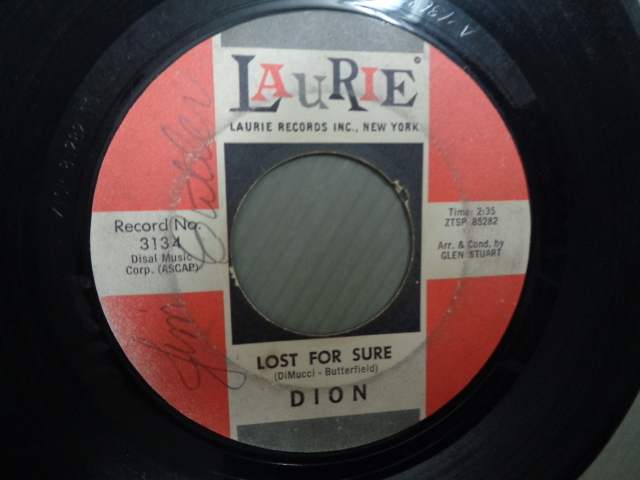 LAURIE
LAURIE RECORDS INC., NEW YORK
Record No.
3134
Disal Music
Corp. (ASCAP)
Time: 2:35
ZTSP 85282
Arr. & Cond. by
GLEN STUART
LOST FOR SURE
(DiMucci - Butterfield)
DION
Jim